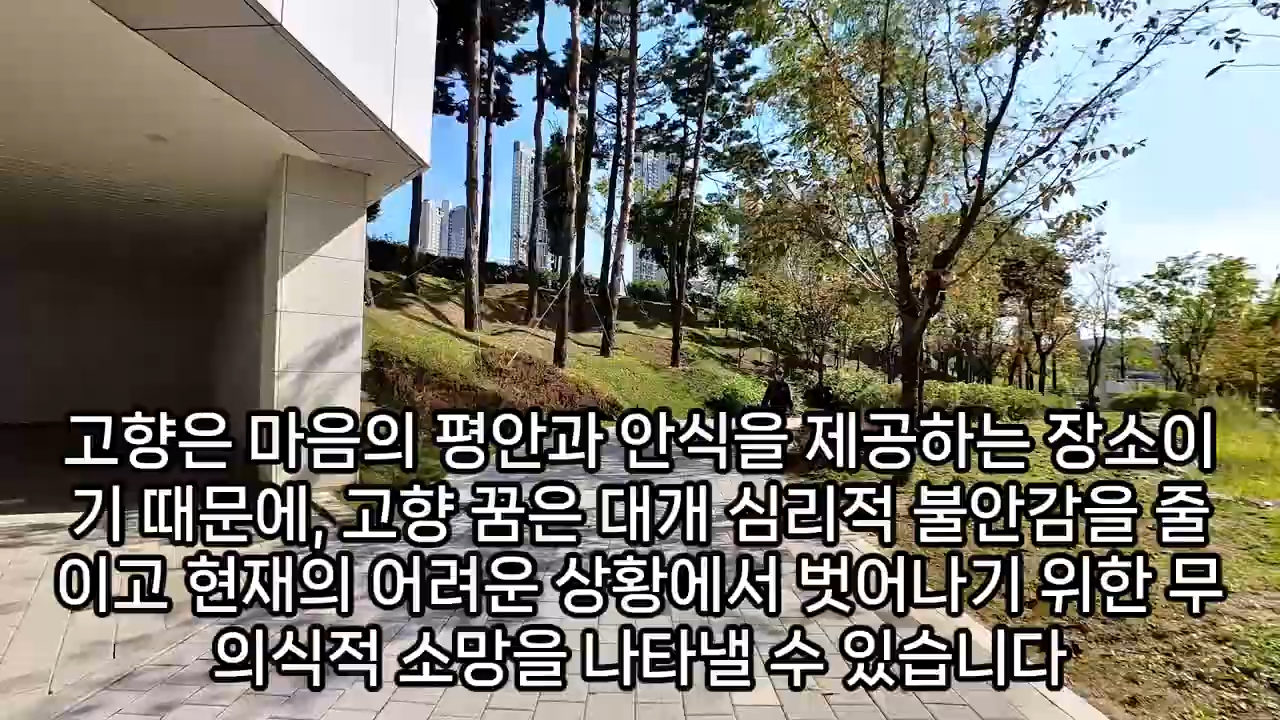 고향은 마음의 평안과 안식을 제공하는 장소이
기 때문에, 고향 꿈은 대개 심리적 불안감을 줄
이고 현재의 어려운 상황에서 벗어나기 위한 무
의식적 소망을 나타낼 수 있습니다